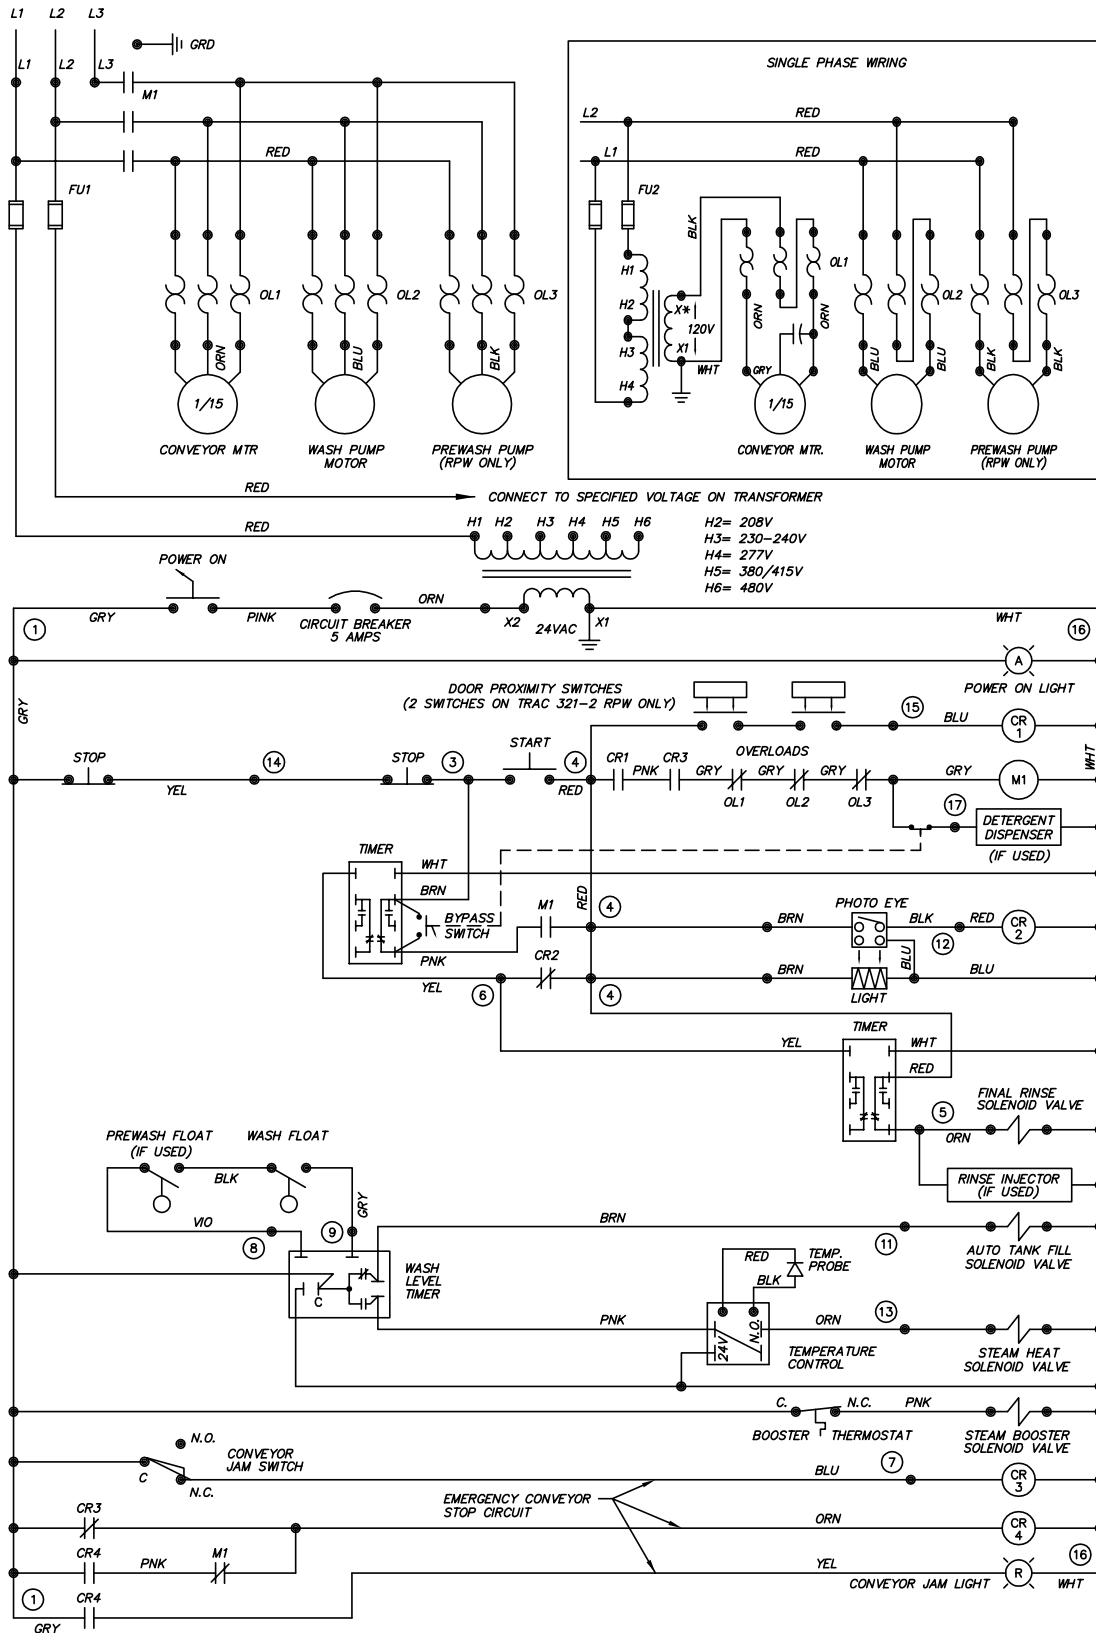 L1 L2 L3
GRD
L1 L2 L3
M1
RED
FU1
OL1 OL2 OL3
ORN BLU BLK
1/15
CONVEYOR MTR
WASH PUMP
MOTOR
PREWASH PUMP
(RPW ONLY)
SINGLE PHASE WIRING
L2 RED
L1 RED
FU2
BLK
H1
H2
H3
H4
X*
120V
X1
WHT
OL1 OL2 OL3
ORN ORN
GRY
BLU BLU BLK BLK
1/15
CONVEYOR MTR.
WASH PUMP
MOTOR
PREWASH PUMP
(RPW ONLY)
RED
CONNECT TO SPECIFIED VOLTAGE ON TRANSFORMER
RED
H1 H2 H3 H4 H5 H6
H2= 208V
H3= 230-240V
H4= 277V
H5= 380/415V
H6= 480V
POWER ON
GRY PINK
CIRCUIT BREAKER
5 AMPS
ORN
X2 24VAC X1
WHT
1
16
A
POWER ON LIGHT
GRY
DOOR PROXIMITY SWITCHES
(2 SWITCHES ON TRAC 321-2 RPW ONLY)
15
BLU
CR
1
WHT
STOP
YEL
14
STOP
3
START
4
RED
CR1 PNK CR3 GRY
OVERLOADS
GRY GRY
OL1 OL2 OL3
GRY
M1
17
DETERGENT
DISPENSER
(IF USED)
TIMER
WHT
BRN
BYPASS
SWITCH
PNK
M1
RED
4
BRN
PHOTO EYE
BLK RED
CR
2
12
BLU
YEL
6
CR2
4
BRN
LIGHT
BLU
YEL
TIMER
WHT
RED
FINAL RINSE
SOLENOID VALVE
5
ORN
RINSE INJECTOR
(IF USED)
PREWASH FLOAT
(IF USED)
WASH FLOAT
BLK
VIO
8
9
GRY
C
WASH
LEVEL
TIMER
BRN
11
AUTO TANK FILL
SOLENOID VALVE
RED
BLK
TEMP.
PROBE
PNK
24V N.O.
ORN
13
TEMPERATURE
CONTROL
STEAM HEAT
SOLENOID VALVE
C. N.C. PNK
BOOSTER THERMOSTAT
STEAM BOOSTER
SOLENOID VALVE
N.O.
C
N.C.
CONVEYOR
JAM SWITCH
BLU
7
CR
3
EMERGENCY CONVEYOR
STOP CIRCUIT
CR3
ORN
CR
4
CR4 PNK M1
YEL
16
CONVEYOR JAM LIGHT R WHT
1
CR4
GRY